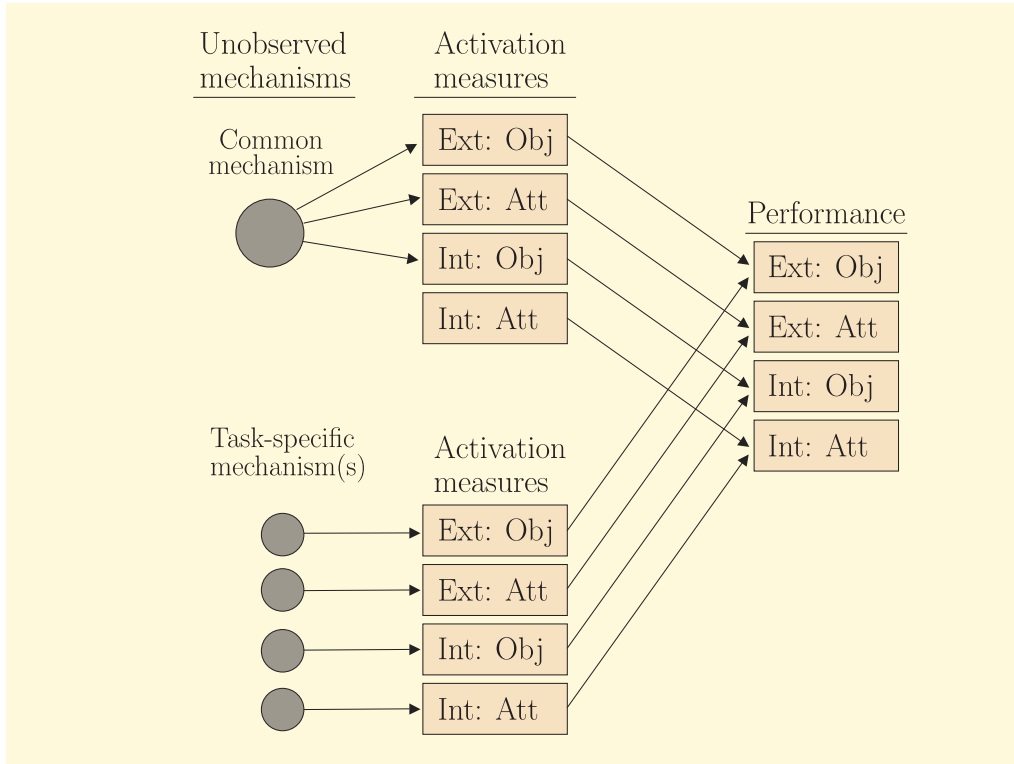 Unobserved
mechanisms
Activation
measures
Common
mechanism
Ext: Obj
Ext: Att
Int: Obj
Int: Att
Performance
Ext: Obj
Ext: Att
Int: Obj
Int: Att
Task-specific
mechanism(s)
Activation
measures
Ext: Obj
Ext: Att
Int: Obj
Int: Att